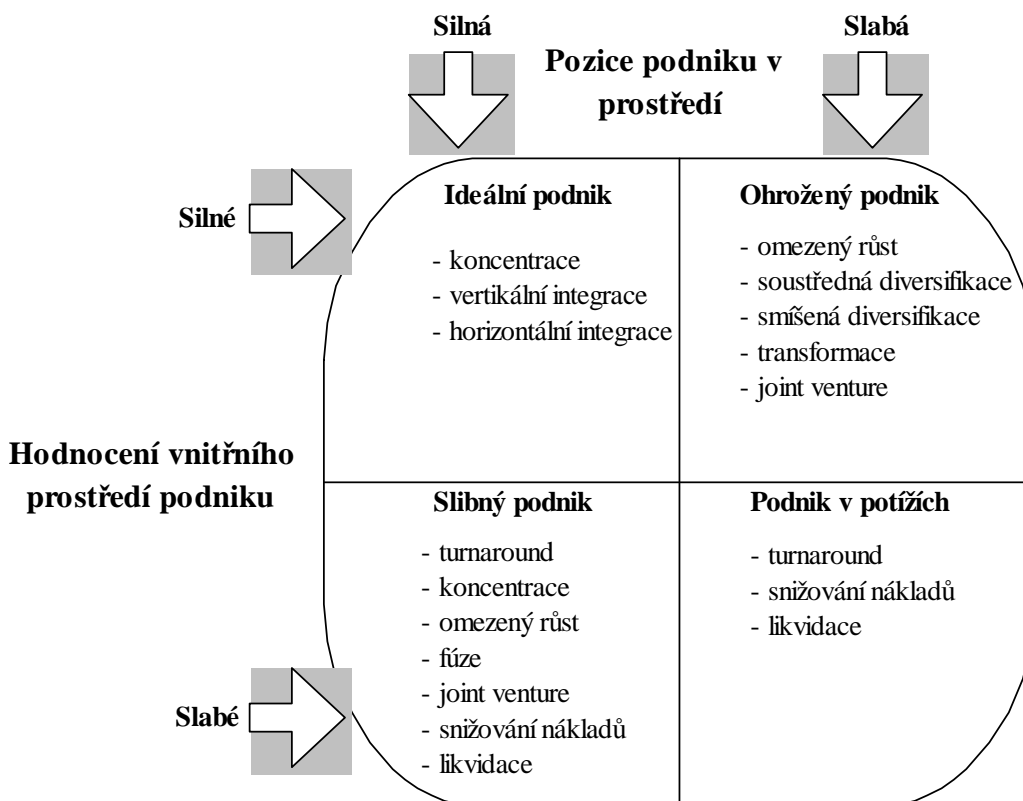 Silná
Slabá
Pozice podniku v
prostředí
Silné
Ideální podnik
- koncentrace
- vertikální integrace
- horizontální integrace
Ohrožený podnik
- omezený růst
- soustředná diversifikace
- smíšená diversifikace
- transformace
- joint venture
Hodnocení vnitřního
prostředí podniku
Slibný podnik
- turnaround
- koncentrace
- omezený růst
- fúze
- joint venture
- snižování nákladů
- likvidace
Podnik v potížích
- turnaround
- snižování nákladů
- likvidace
Slabé